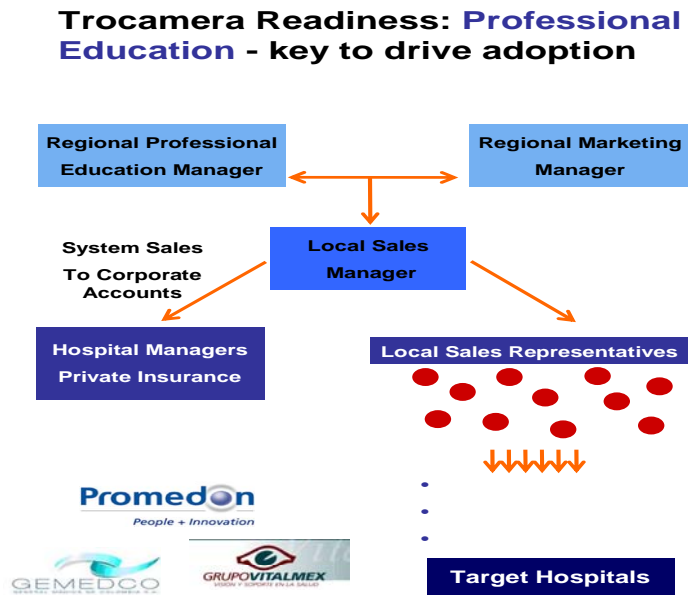 Trocamera Readiness: Professional
Education - key to drive adoption
Regional Professional
Education Manager
Regional Marketing
Manager
Local Sales
Manager
System Sales
To Corporate
Accounts
Hospital Managers
Private Insurance
Local Sales Representatives
Promedon
People + Innovation
GEMEDCO
GRUPOVITALMEX
VISIÓN Y SOPORTE EN LA SALUD
Target Hospitals